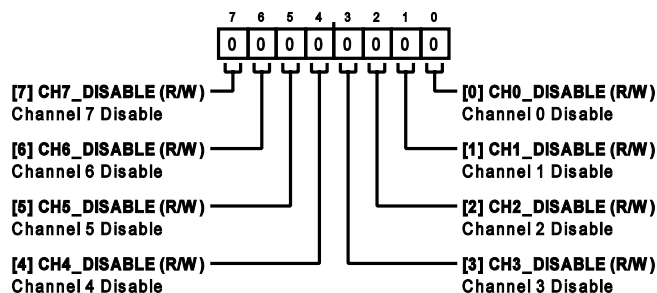 7 6 5 4 3 2 1 0
0 0 0 0 0 0 0 0
[7] CH7_DISABLE (R/W)
Channel 7 Disable
[0] CH0_DISABLE (R/W)
Channel 0 Disable
[6] CH6_DISABLE (R/W)
Channel 6 Disable
[1] CH1_DISABLE (R/W)
Channel 1 Disable
[5] CH5_DISABLE (R/W)
Channel 5 Disable
[2] CH2_DISABLE (R/W)
Channel 2 Disable
[4] CH4_DISABLE (R/W)
Channel 4 Disable
[3] CH3_DISABLE (R/W)
Channel 3 Disable